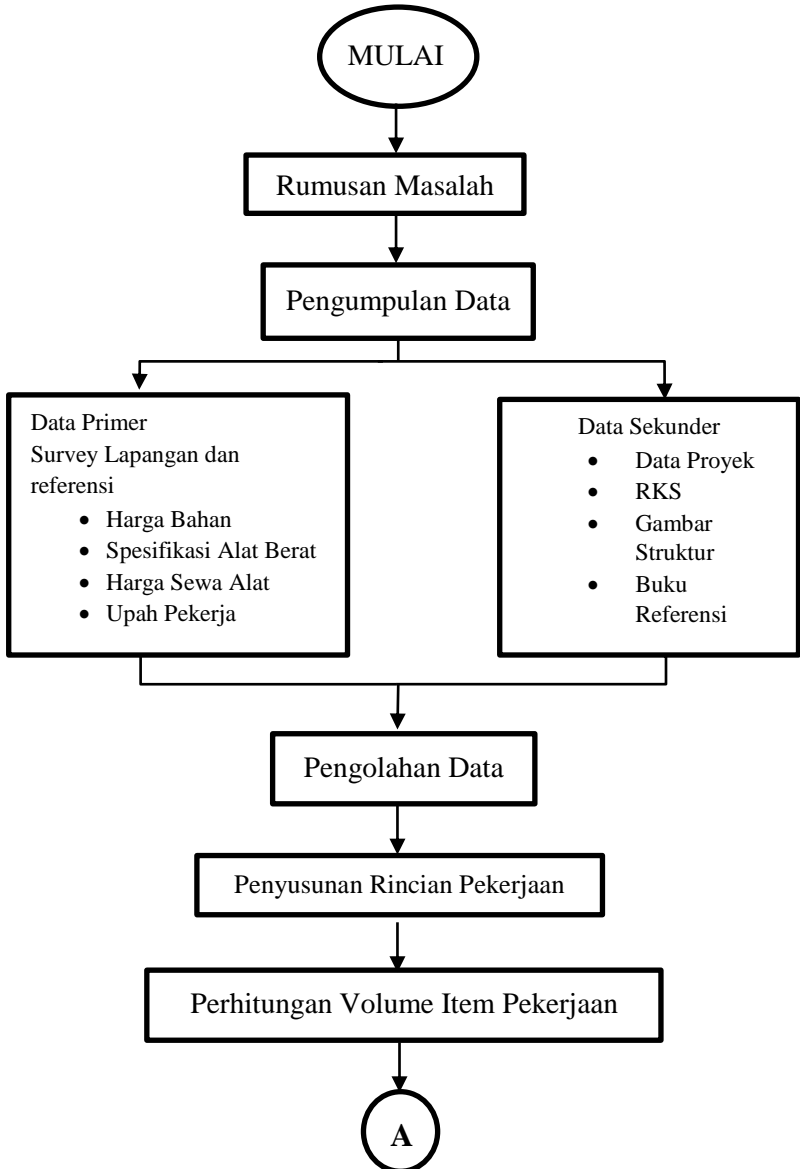 MULAI
Rumusan Masalah
Pengumpulan Data
Data Primer
Survey Lapangan dan
referensi
• Harga Bahan
• Spesifikasi Alat Berat
• Harga Sewa Alat
• Upah Pekerja
Data Sekunder
• Data Proyek
• RKS
• Gambar
Struktur
• Buku
Referensi
Pengolahan Data
Penyusunan Rincian Pekerjaan
Perhitungan Volume Item Pekerjaan
A